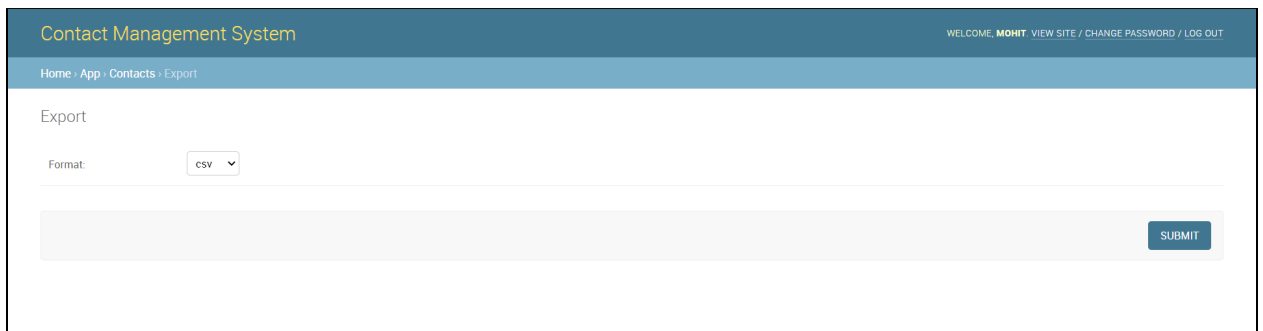 Contact Management System
WELCOME, MOHIT. VIEW SITE / CHANGE PASSWORD / LOG OUT
Home › App › Contacts › Export
Export
Format: csv
SUBMIT